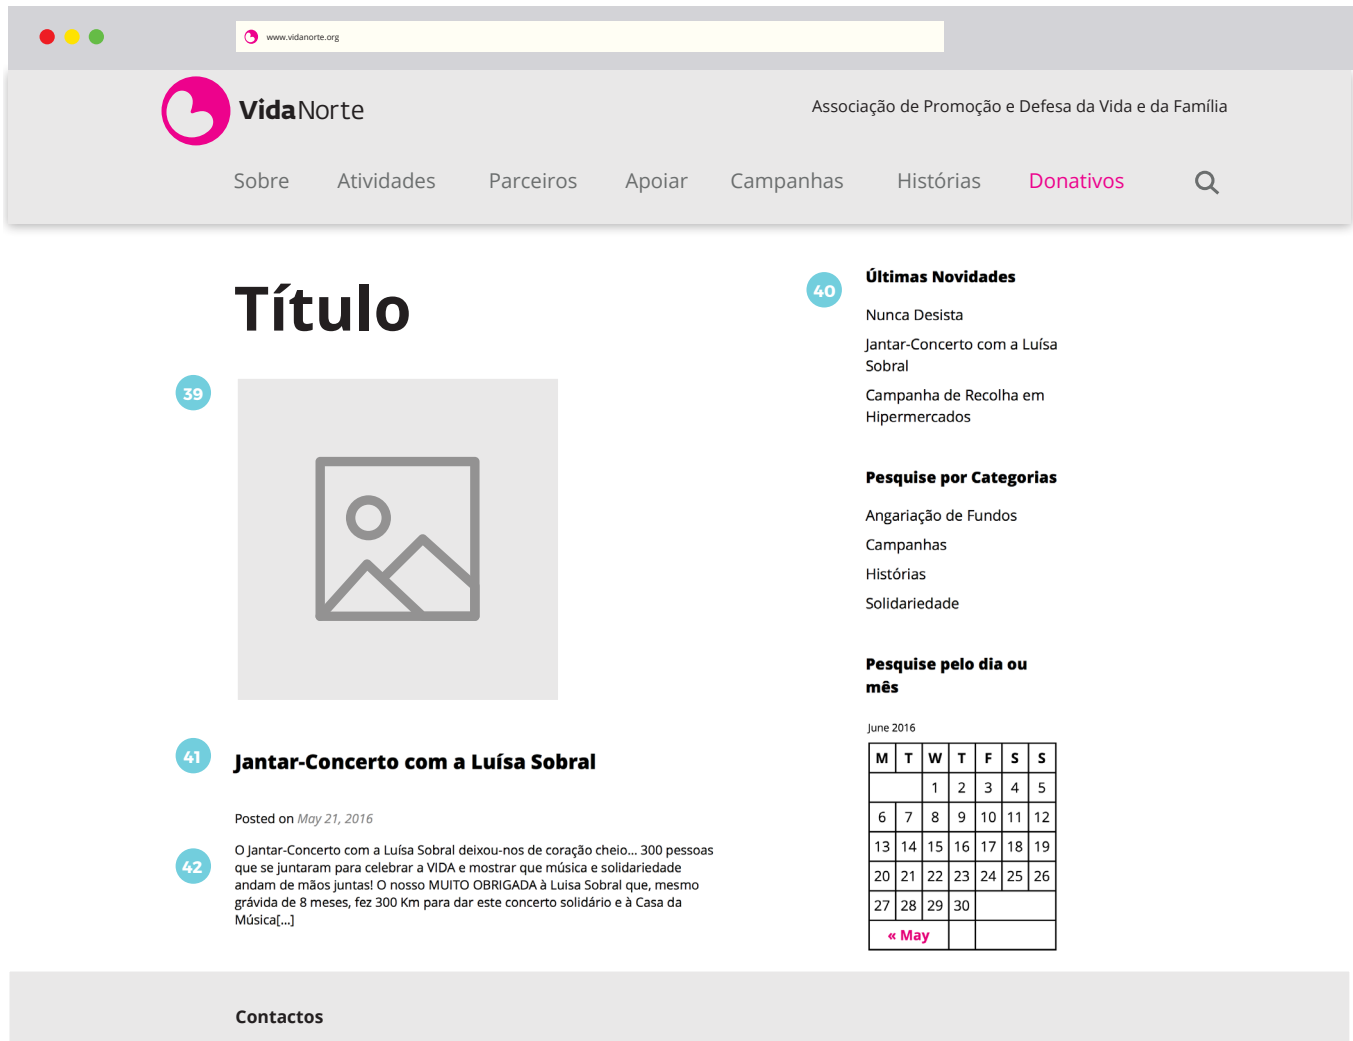 www.vidanorte.org
VidaNorte
Associação de Promoção e Defesa da Vida e da Família
Sobre Atividades Parceiros Apoiar Campanhas Histórias Donativos
Título
39
41
Jantar-Concerto com a Luísa Sobral
Posted on May 21, 2016
42
O Jantar-Concerto com a Luísa Sobral deixou-nos de coração cheio... 300 pessoas
que se juntaram para celebrar a VIDA e mostrar que música e solidariedade
andam de mãos juntas! O nosso MUITO OBRIGADA à Luisa Sobral que, mesmo
grávida de 8 meses, fez 300 Km para dar este concerto solidário e à Casa da
Música[...]
40
Últimas Novidades
Nunca Desista
Jantar-Concerto com a Luísa
Sobral
Campanha de Recolha em
Hipermercados
Pesquise por Categorias
Angariação de Fundos
Campanhas
Histórias
Solidariedade
Pesquise pelo dia ou
mês
June 2016
M T W T F S S
1 2 3 4 5
6 7 8 9 10 11 12
13 14 15 16 17 18 19
20 21 22 23 24 25 26
27 28 29 30
« May
Contactos